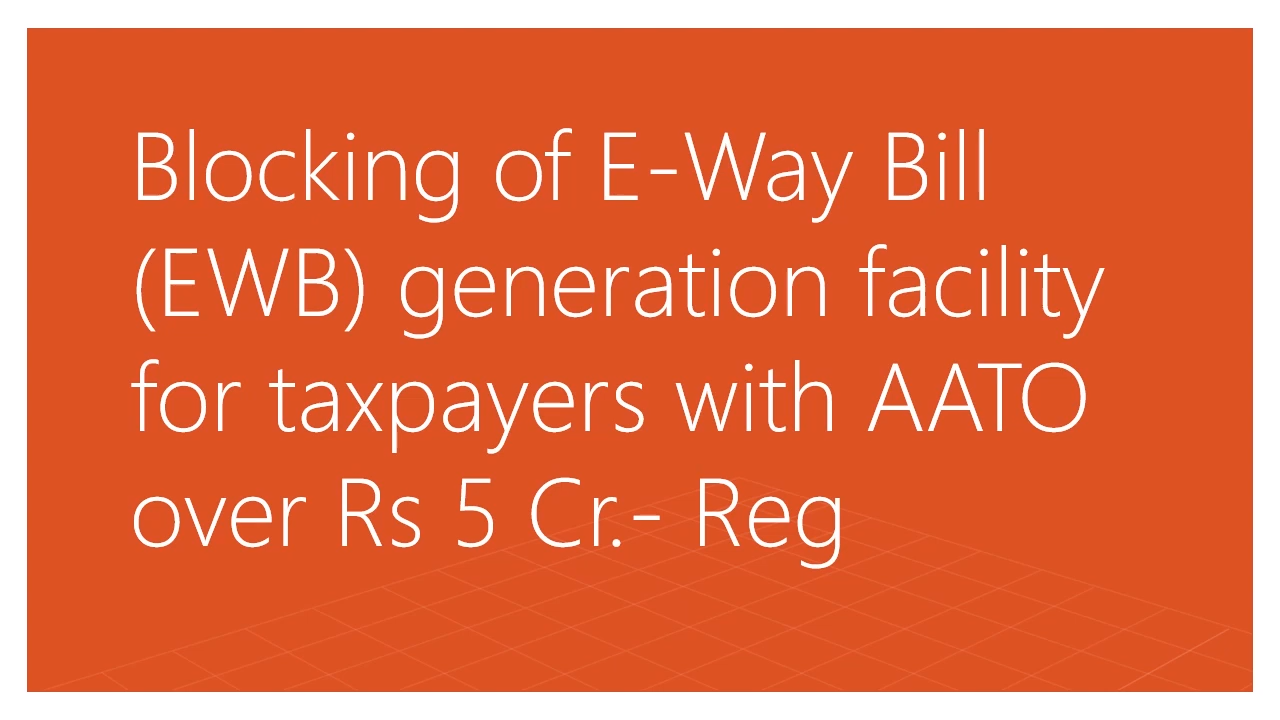 Blocking of E-Way Bill
(EWB) generation facility
for taxpayers with AATO
over Rs 5 Cr.- Reg